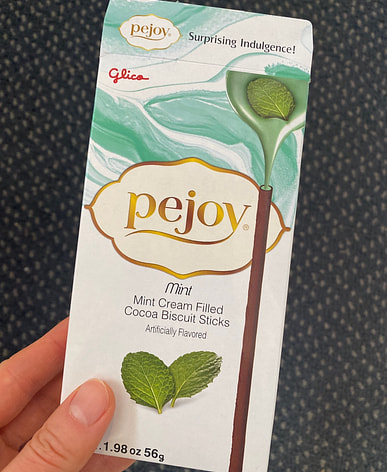 pejoy®
Surprising Indulgence!
Glico
pejoy®
mint
Mint Cream Filled
Cocoa Biscuit Sticks
Artificially Flavored
1.98 oz 56g